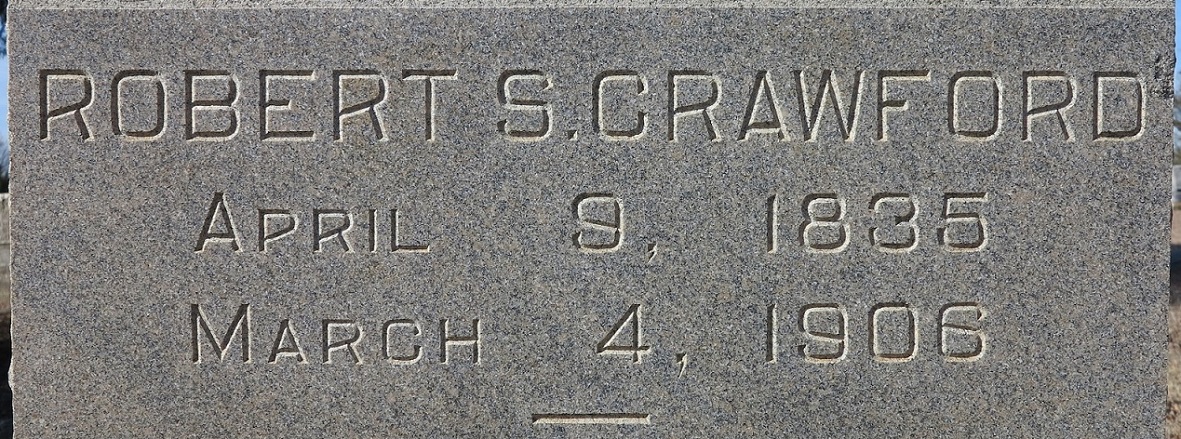 ROBERT S. CRAWFORD
APRIL 9, 1835
MARCH 4, 1906